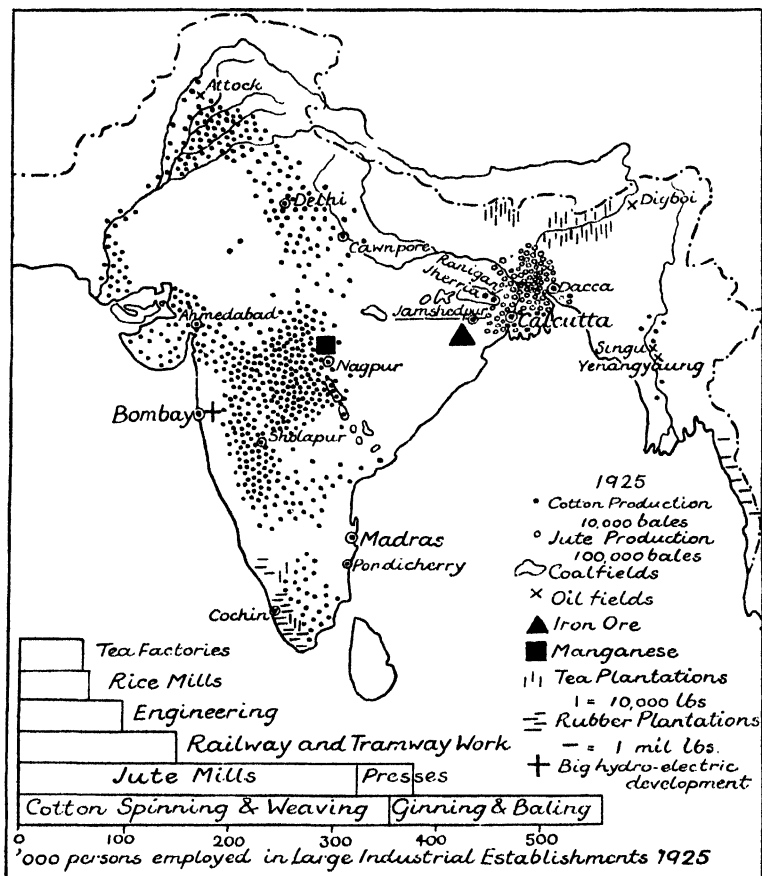 Attock
Delhi
Digboi
Cawnpore
Ranigan
Jherria
Dacca
Ahmedabad
Jamshedpur
Calcutta
Singu
Nagpur
Yenangyaung
Bombay
Sholapur
1925
Cotton Production
10,000 bales
Madras
Jute Production
100,000 bales
Pondicherry
Coalfields
Oil fields
Cochin
Iron Ore
Tea Factories
Manganese
Rice Mills
Tea Plantations
1 = 10,000 lbs
Engineering
Rubber Plantations
— = 1 mil lbs.
Railway and Tramway Work
Big hydro-electric
development
Jute Mills Presses
Cotton Spinning & Weaving Ginning & Baling
0 100 200 300 400 500
'000 persons employed in Large Industrial Establishments 1925